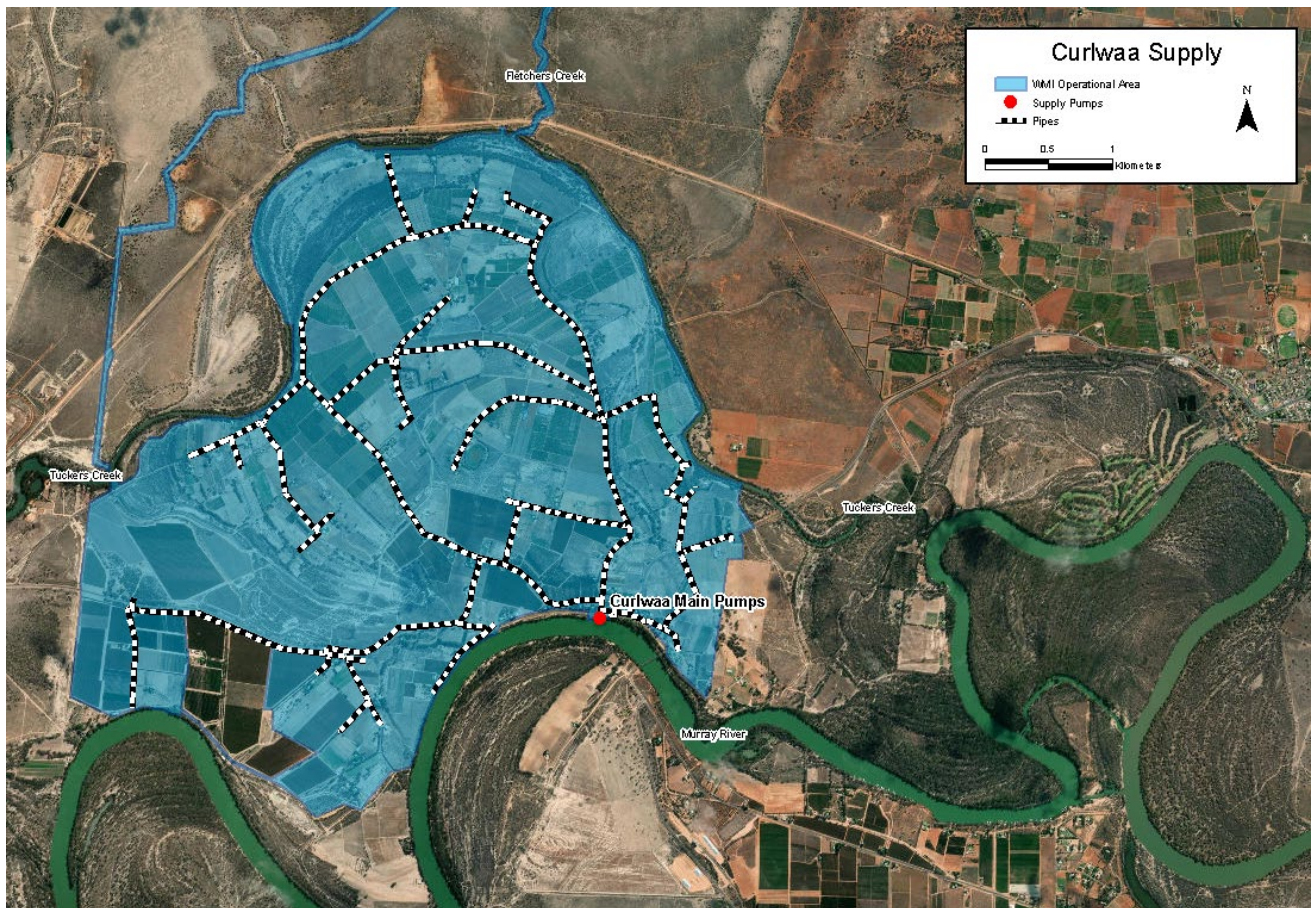 Curlwaa Supply
WMI Operational Area
Supply Pumps
Pipes
N
0 0.5 1
Kilometers
Fletchers Creek
Tuckers Creek
Tuckers Creek
Curlwaa Main Pumps
Murray River